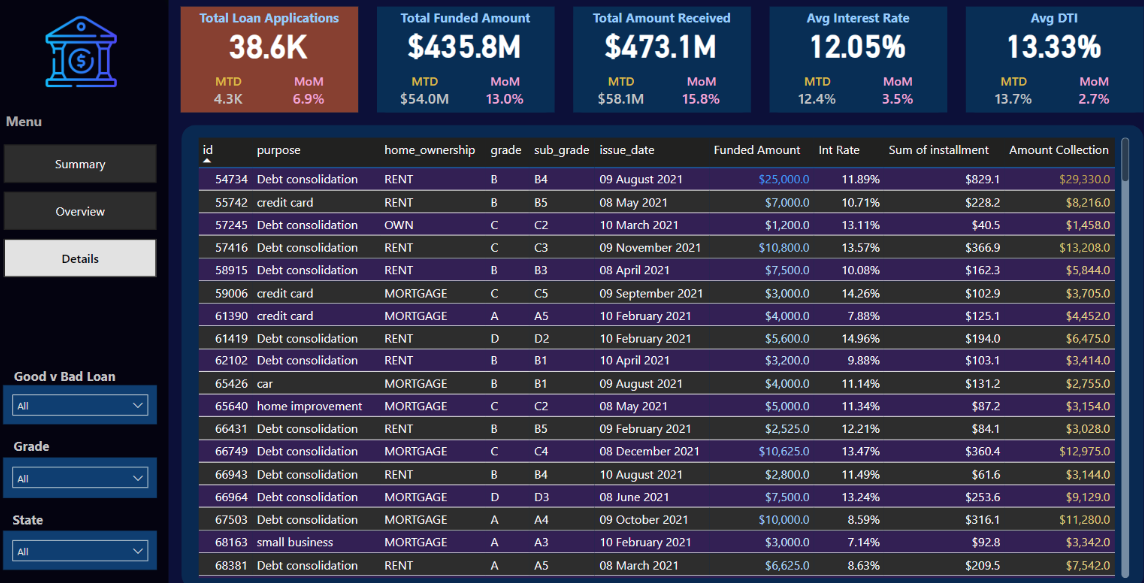 Total Loan Applications
38.6K
MTD MoM
4.3K 6.9%
Total Funded Amount
$435.8M
MTD MoM
$54.0M 13.0%
Total Amount Received
$473.1M
MTD MoM
$58.1M 15.8%
Avg Interest Rate
12.05%
MTD MoM
12.4% 3.5%
Avg DTI
13.33%
MTD MoM
13.7% 2.7%
$
Menu
Summary
Overview
Details
Good v Bad Loan
All
Grade
All
State
All
id purpose home_ownership grade sub_grade issue_date Funded Amount Int Rate Sum of installment Amount Collection
54734 Debt consolidation RENT B B4 09 August 2021 $25,000.0 11.89% $829.1 $29,330.0
55742 credit card RENT B B5 08 May 2021 $7,000.0 10.71% $228.2 $8,216.0
57245 Debt consolidation OWN C C2 10 March 2021 $1,200.0 13.11% $40.5 $1,458.0
57416 Debt consolidation RENT C C3 09 November 2021 $10,800.0 13.57% $366.9 $13,208.0
58915 Debt consolidation RENT B B3 08 April 2021 $7,500.0 10.08% $162.3 $5,844.0
59006 credit card MORTGAGE C C5 09 September 2021 $3,000.0 14.26% $102.9 $3,705.0
61390 credit card MORTGAGE A A5 10 February 2021 $4,000.0 7.88% $125.1 $4,452.0
61419 Debt consolidation RENT D D2 10 February 2021 $5,600.0 14.96% $194.0 $6,475.0
62102 Debt consolidation RENT B B1 10 April 2021 $3,200.0 9.88% $103.1 $3,414.0
65426 car MORTGAGE B B1 09 August 2021 $4,000.0 11.14% $131.2 $2,755.0
65640 home improvement MORTGAGE C C2 08 May 2021 $5,000.0 11.34% $87.2 $3,154.0
66431 Debt consolidation RENT B B5 09 February 2021 $2,525.0 12.21% $84.1 $3,028.0
66749 Debt consolidation MORTGAGE C C4 08 December 2021 $10,625.0 13.47% $360.4 $12,975.0
66943 Debt consolidation RENT B B4 10 August 2021 $2,800.0 11.49% $61.6 $3,144.0
66964 Debt consolidation MORTGAGE D D3 08 June 2021 $7,500.0 13.24% $253.6 $9,129.0
67503 Debt consolidation MORTGAGE A A4 09 October 2021 $10,000.0 8.59% $316.1 $11,280.0
68163 small business MORTGAGE A A3 10 February 2021 $3,000.0 7.14% $92.8 $3,342.0
68381 Debt consolidation RENT A A5 08 March 2021 $6,625.0 8.63% $209.5 $7,542.0